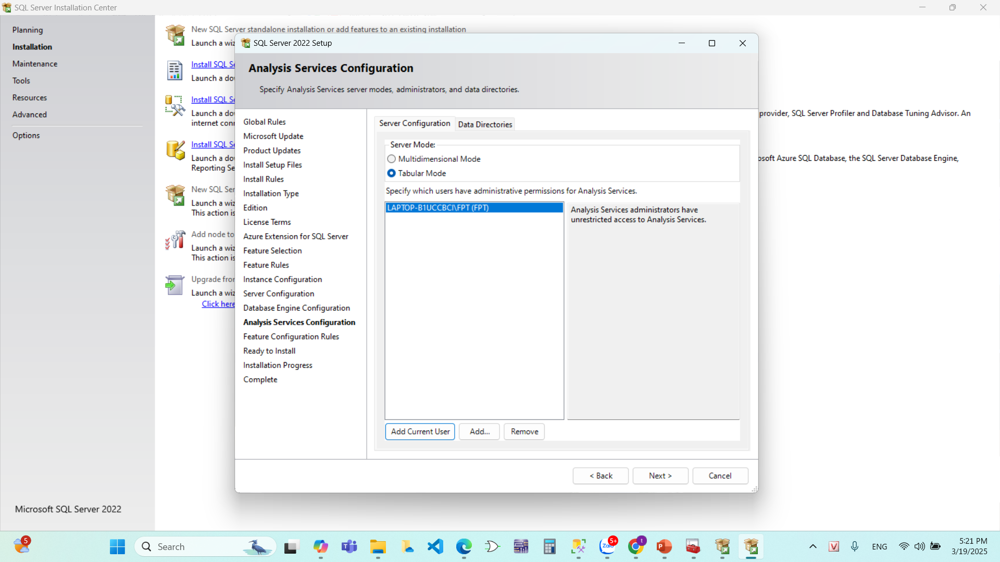 SQL Server Installation Center
Planning
Installation
Maintenance
Tools
Resources
Advanced
Options
Microsoft SQL Server 2022
New SQL Server standalone installation or add features to an existing installation
Launch a wiz
Install SQL Se
Launch a do
Install SQL Se
Launch a do
internet conn
provider, SQL Server Profiler and Database Tuning Advisor. An
Install SQL Se
Launch a do
Reporting Se
osoft Azure SQL Database, the SQL Server Database Engine,
New SQL Ser
Launch a wiz
This action is
Add node to
Launch a wiz
This action is
Upgrade from
Launch a wiz
Click here
SQL Server 2022 Setup
Analysis Services Configuration
Specify Analysis Services server modes, administrators, and data directories.
Global Rules
Microsoft Update
Product Updates
Install Setup Files
Install Rules
Installation Type
Edition
License Terms
Azure Extension for SQL Server
Feature Selection
Feature Rules
Instance Configuration
Server Configuration
Database Engine Configuration
Analysis Services Configuration
Feature Configuration Rules
Ready to Install
Installation Progress
Complete
Server Configuration Data Directories
Server Mode:
Multidimensional Mode
Tabular Mode
Specify which users have administrative permissions for Analysis Services.
LAPTOP-B1UCCBCI\FPT (FPT)
Analysis Services administrators have
unrestricted access to Analysis Services.
Add Current User Add... Remove
< Back Next > Cancel
5
Search
Zalo 5+
t
ENG
5:21 PM
3/19/2025